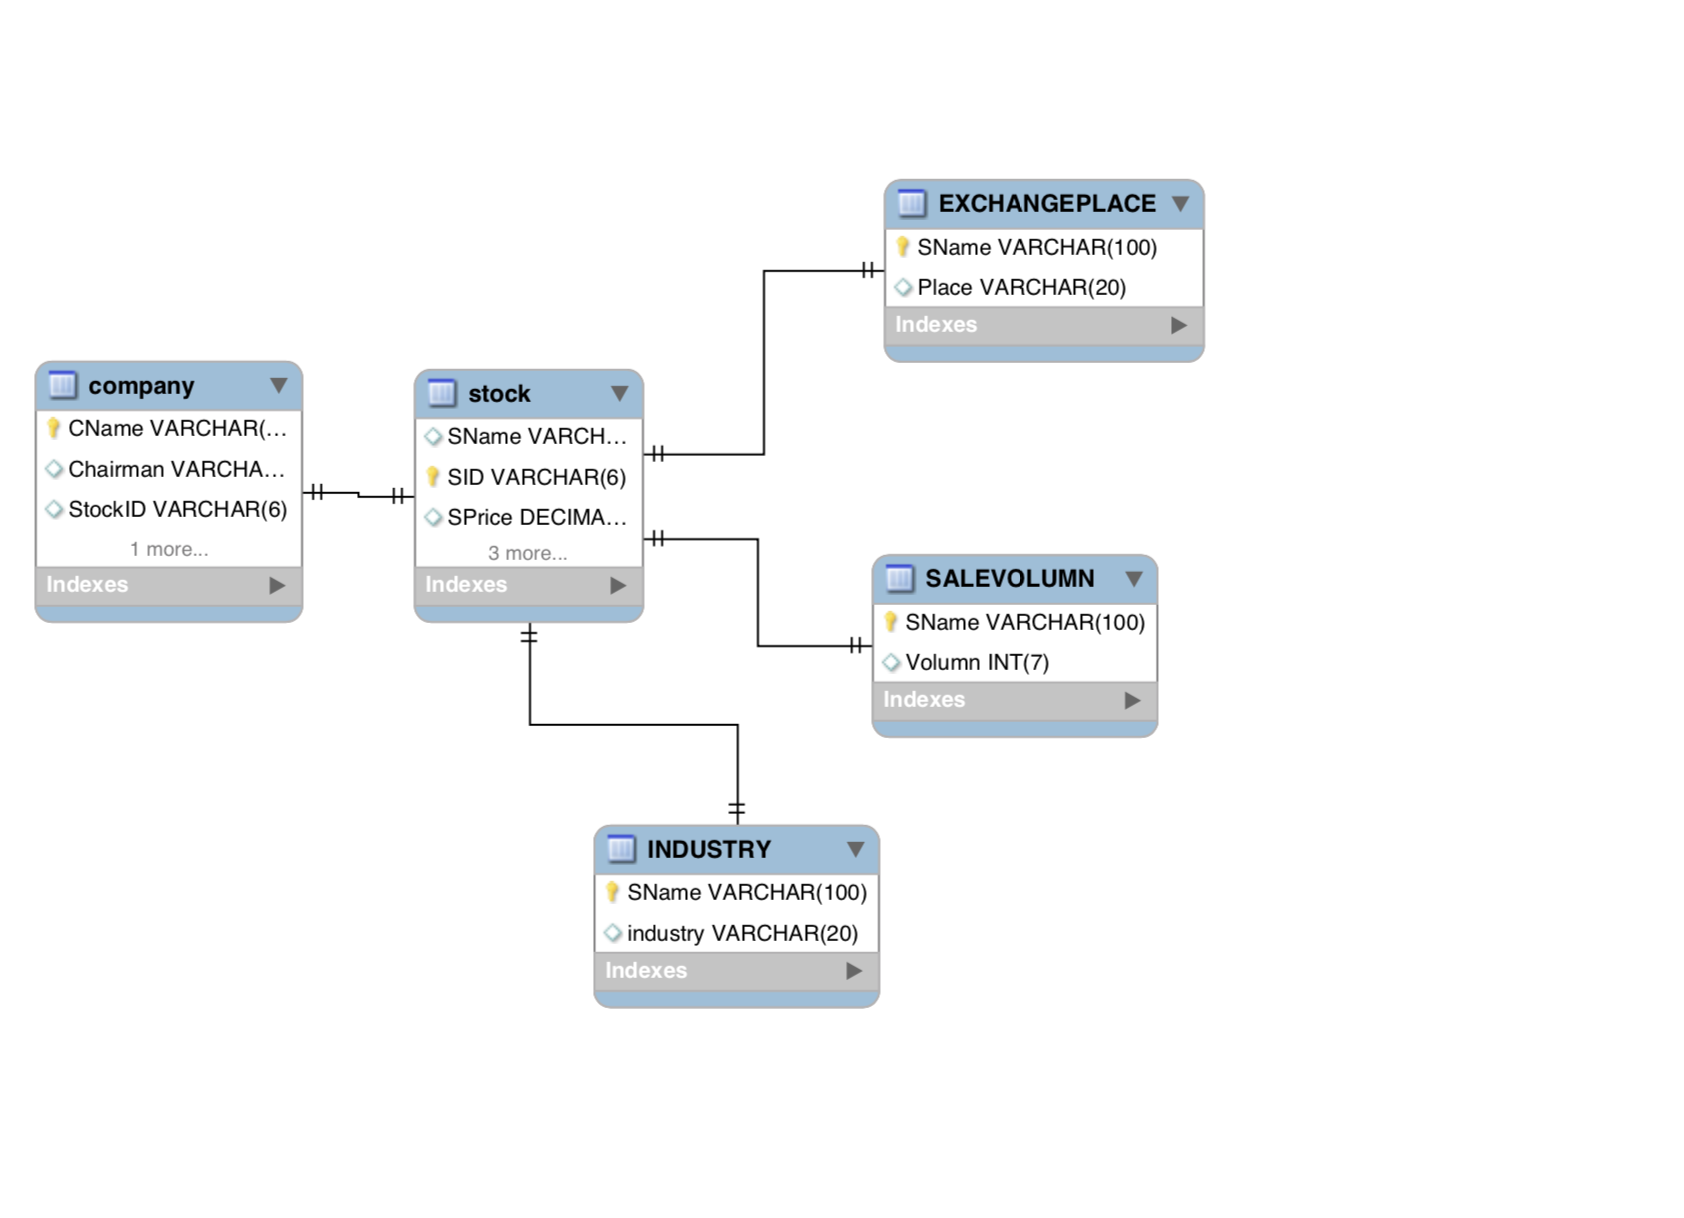 EXCHANGEPLACE
SName VARCHAR(100)
Place VARCHAR(20)
Indexes
company
CName VARCHAR(...
Chairman VARCHA...
StockID VARCHAR(6)
1 more...
Indexes
stock
SName VARCH...
SID VARCHAR(6)
SPrice DECIMA...
3 more...
Indexes
SALEVOLUMN
SName VARCHAR(100)
Volumn INT(7)
Indexes
INDUSTRY
SName VARCHAR(100)
industry VARCHAR(20)
Indexes